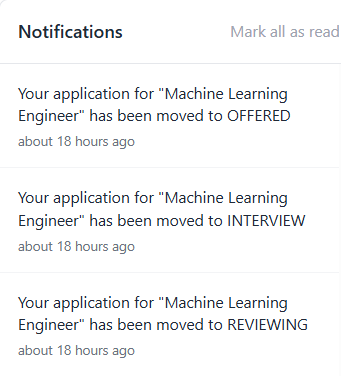 Notifications
Mark all as read
Your application for "Machine Learning
Engineer" has been moved to OFFERED
about 18 hours ago
Your application for "Machine Learning
Engineer" has been moved to INTERVIEW
about 18 hours ago
Your application for "Machine Learning
Engineer" has been moved to REVIEWING
about 18 hours ago